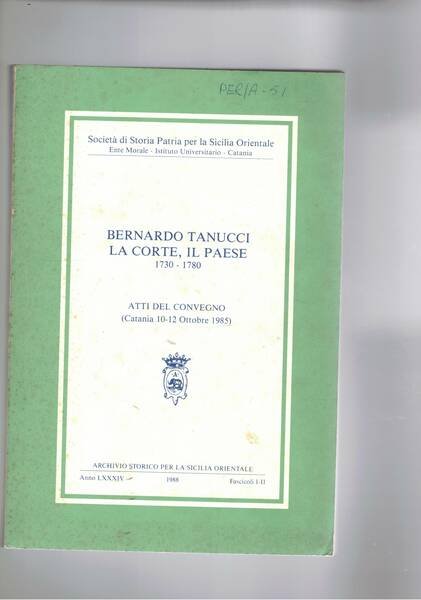 PER/A-51
Società di Storia Patria per la Sicilia Orientale
Ente Morale - Istituto Universitario - Catania
BERNARDO TANUCCI
LA CORTE, IL PAESE
1730 - 1780
ATTI DEL CONVEGNO
(Catania 10-12 Ottobre 1985)
A
ARCHIVIO STORICO PER LA SICILIA ORIENTALE
Anno LXXXIV 1988 Fascicoli I-II